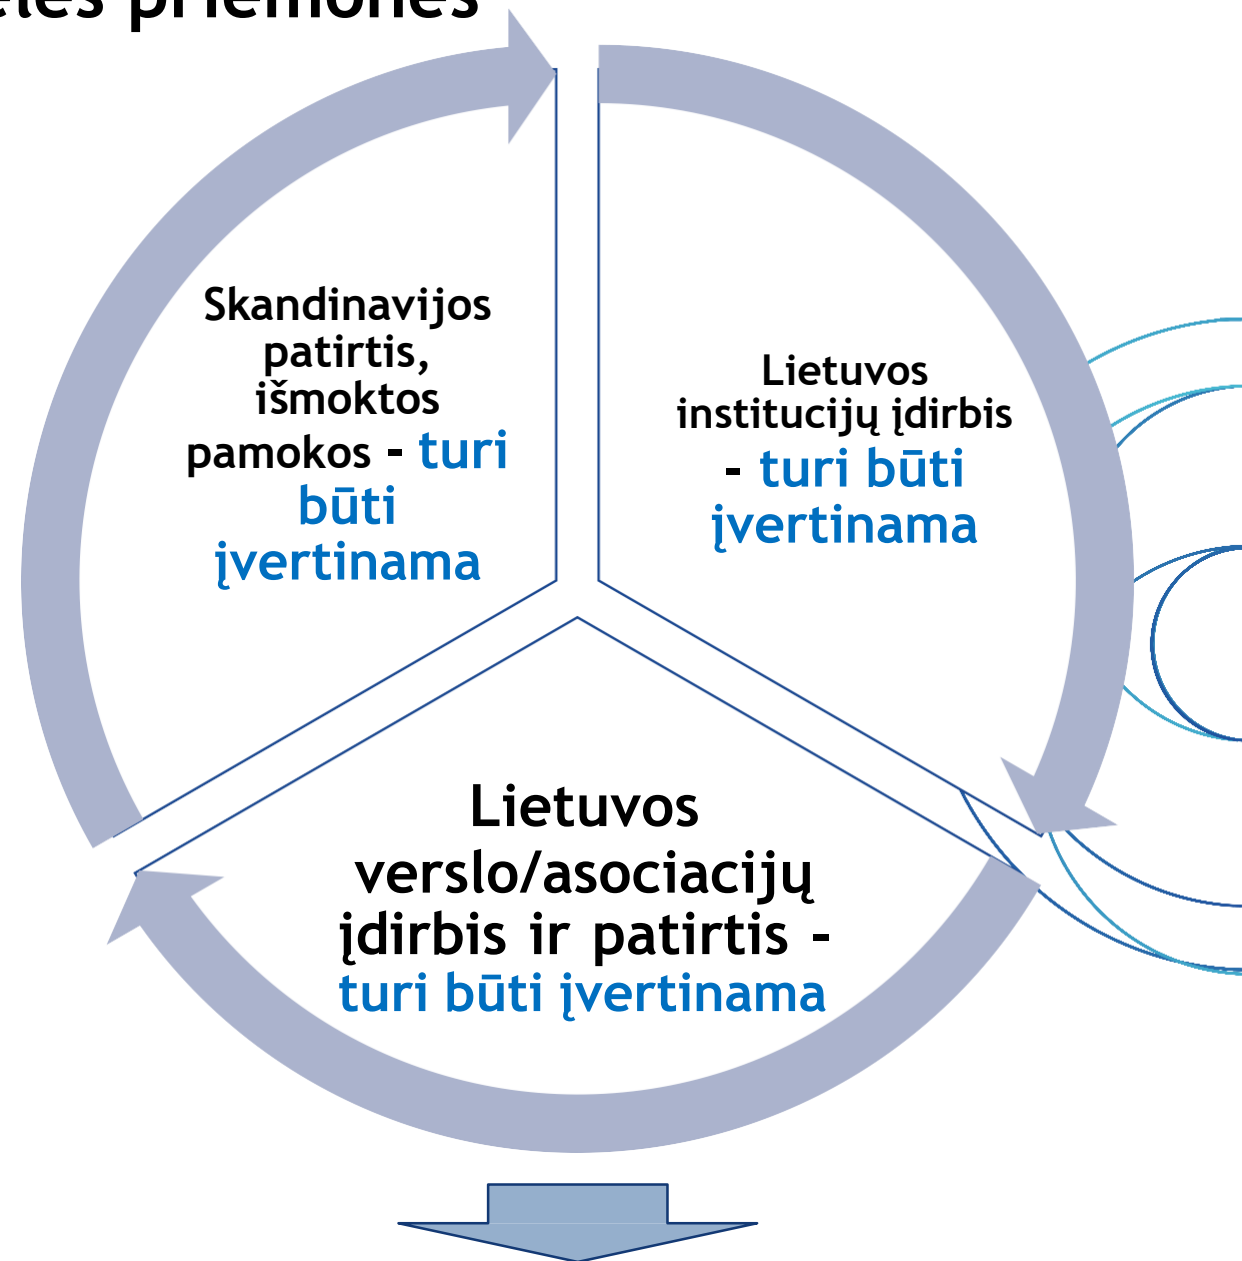 priemonės
Skandinavijos
patirtis,
išmoktos
pamokos - turi
būti
įvertinama
Lietuvos
institucijų įdirbis
- turi būti
įvertinama
Lietuvos
verslo/asociacijų
įdirbis ir patirtis -
turi būti įvertinama